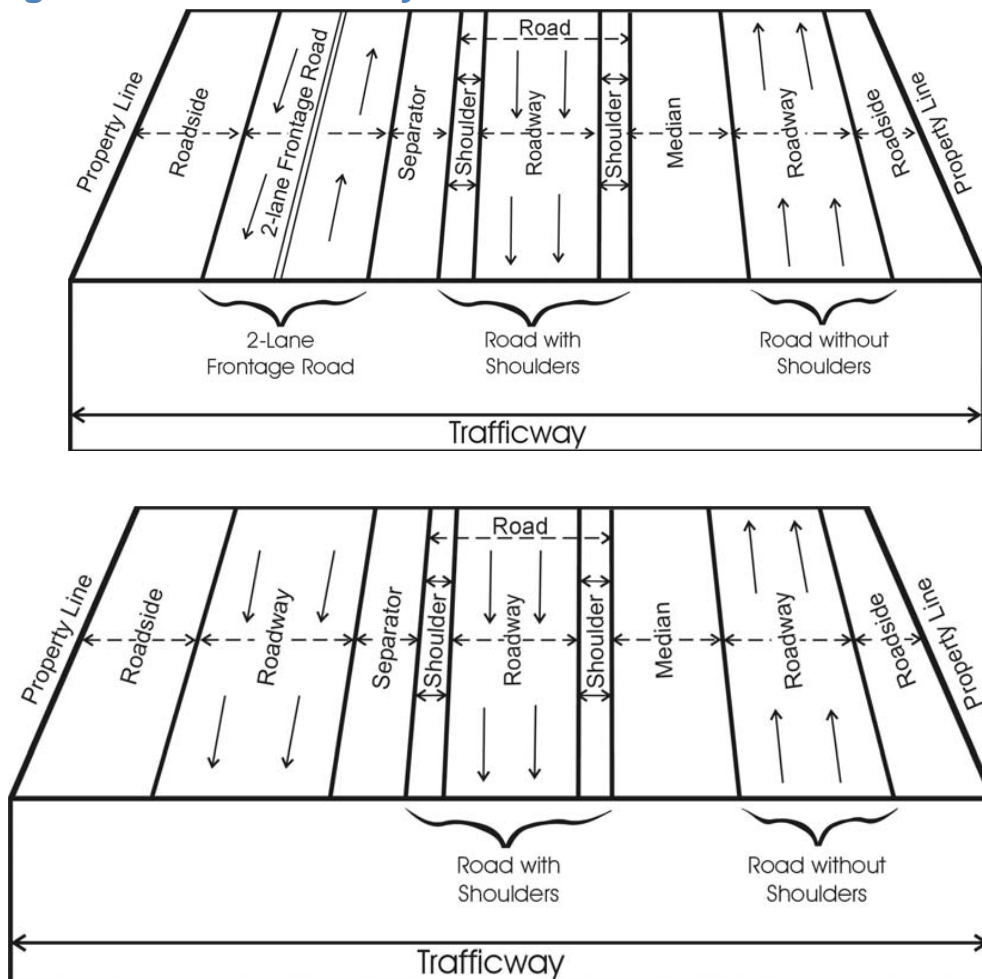 Road
Property Line
Roadside
2-lane Frontage Road
Separator
Shoulder
Roadway
Shoulder
Median
Roadway
Roadside
Property Line
2-Lane
Frontage Road
Road with
Shoulders
Road without
Shoulders
Trafficway
Road
Property Line
Roadside
Roadway
Separator
Shoulder
Roadway
Shoulder
Median
Roadway
Roadside
Property Line
Road with
Shoulders
Road without
Shoulders
Trafficway